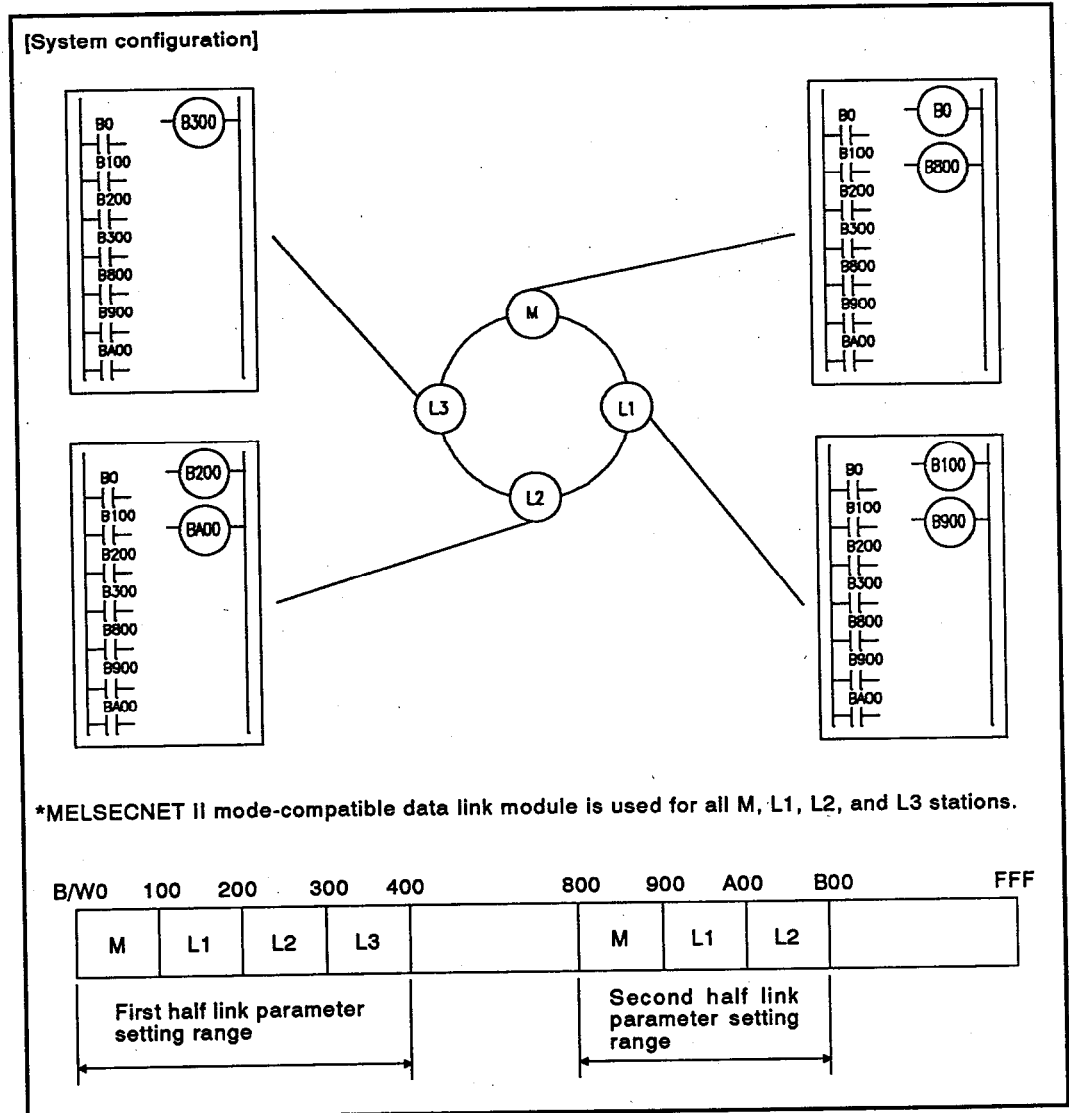 [System configuration]
B0
B300
B100
B200
B300
B800
B900
BA00
B0
B0
B100
B800
B200
B300
B800
B900
BA00
M
L3
L1
L2
B0
B200
B100
BA00
B200
B300
B800
B900
BA00
B0
B100
B100
B900
B200
B300
B800
B900
BA00
*MELSECNET II mode-compatible data link module is used for all M, L1, L2, and L3 stations.
B/W0 100 200 300 400 800 900 A00 B00 FFF
M L1 L2 L3 M L1 L2
First half link parameter
setting range
Second half link
parameter setting
range